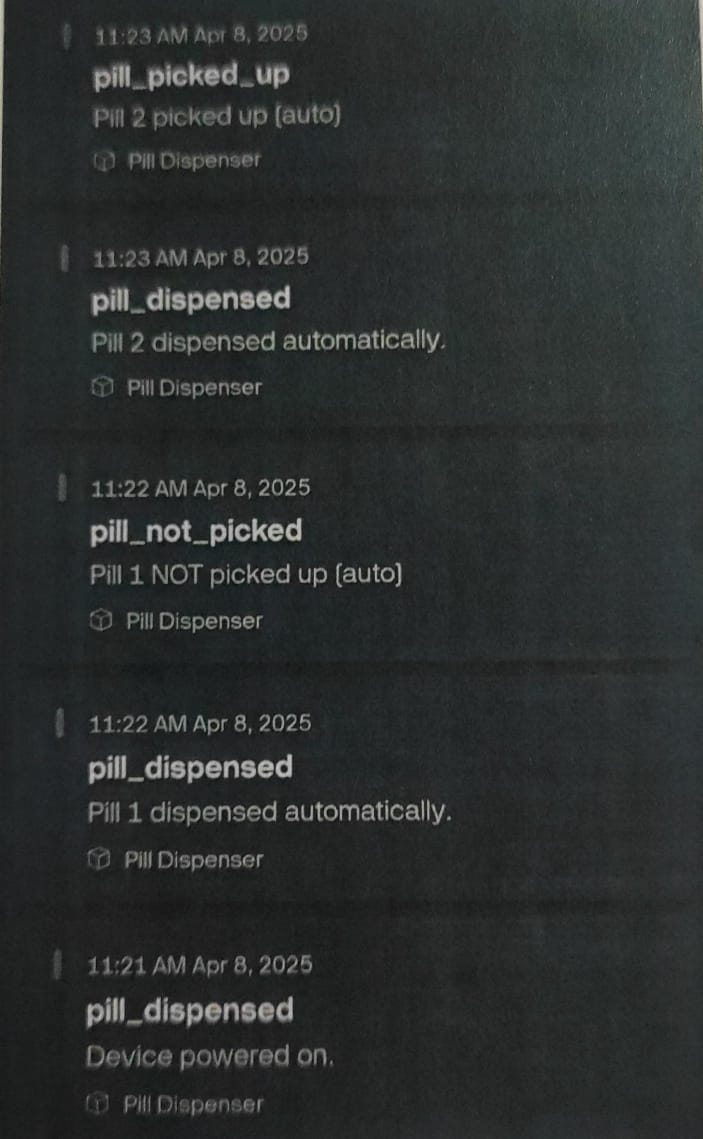 11:23 AM Apr 8, 2025
pill_picked_up
Pill 2 picked up (auto)
Pill Dispenser
11:23 AM Apr 8, 2025
pill_dispensed
Pill 2 dispensed automatically.
Pill Dispenser
11:22 AM Apr 8, 2025
pill_not_picked
Pill 1 NOT picked up (auto)
Pill Dispenser
11:22 AM Apr 8, 2025
pill_dispensed
Pill 1 dispensed automatically.
Pill Dispenser
11:21 AM Apr 8, 2025
pill_dispensed
Device powered on.
Pill Dispenser